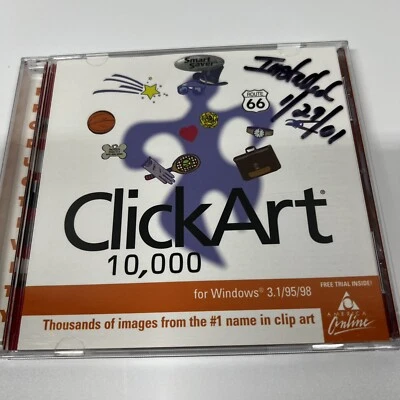 Smart Saver
Installed
1/29/01
ROUTE
66
ClickArt®
10,000
for Windows® 3.1/95/98
FREE TRIAL INSIDE!
AMERICA
Online
Thousands of images from the #1 name in clip art